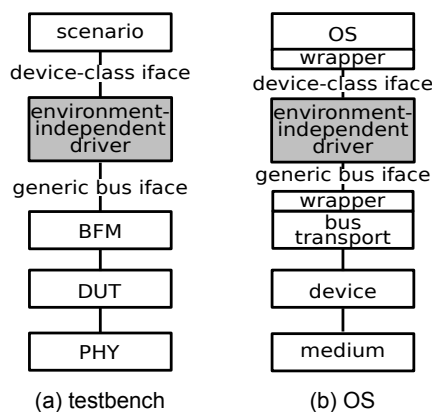 scenario
device-class iface
environment-
independent
driver
generic bus iface
BFM
DUT
PHY
(a) testbench
OS
wrapper
device-class iface
environment-
independent
driver
generic bus iface
wrapper
bus
transport
device
medium
(b) OS